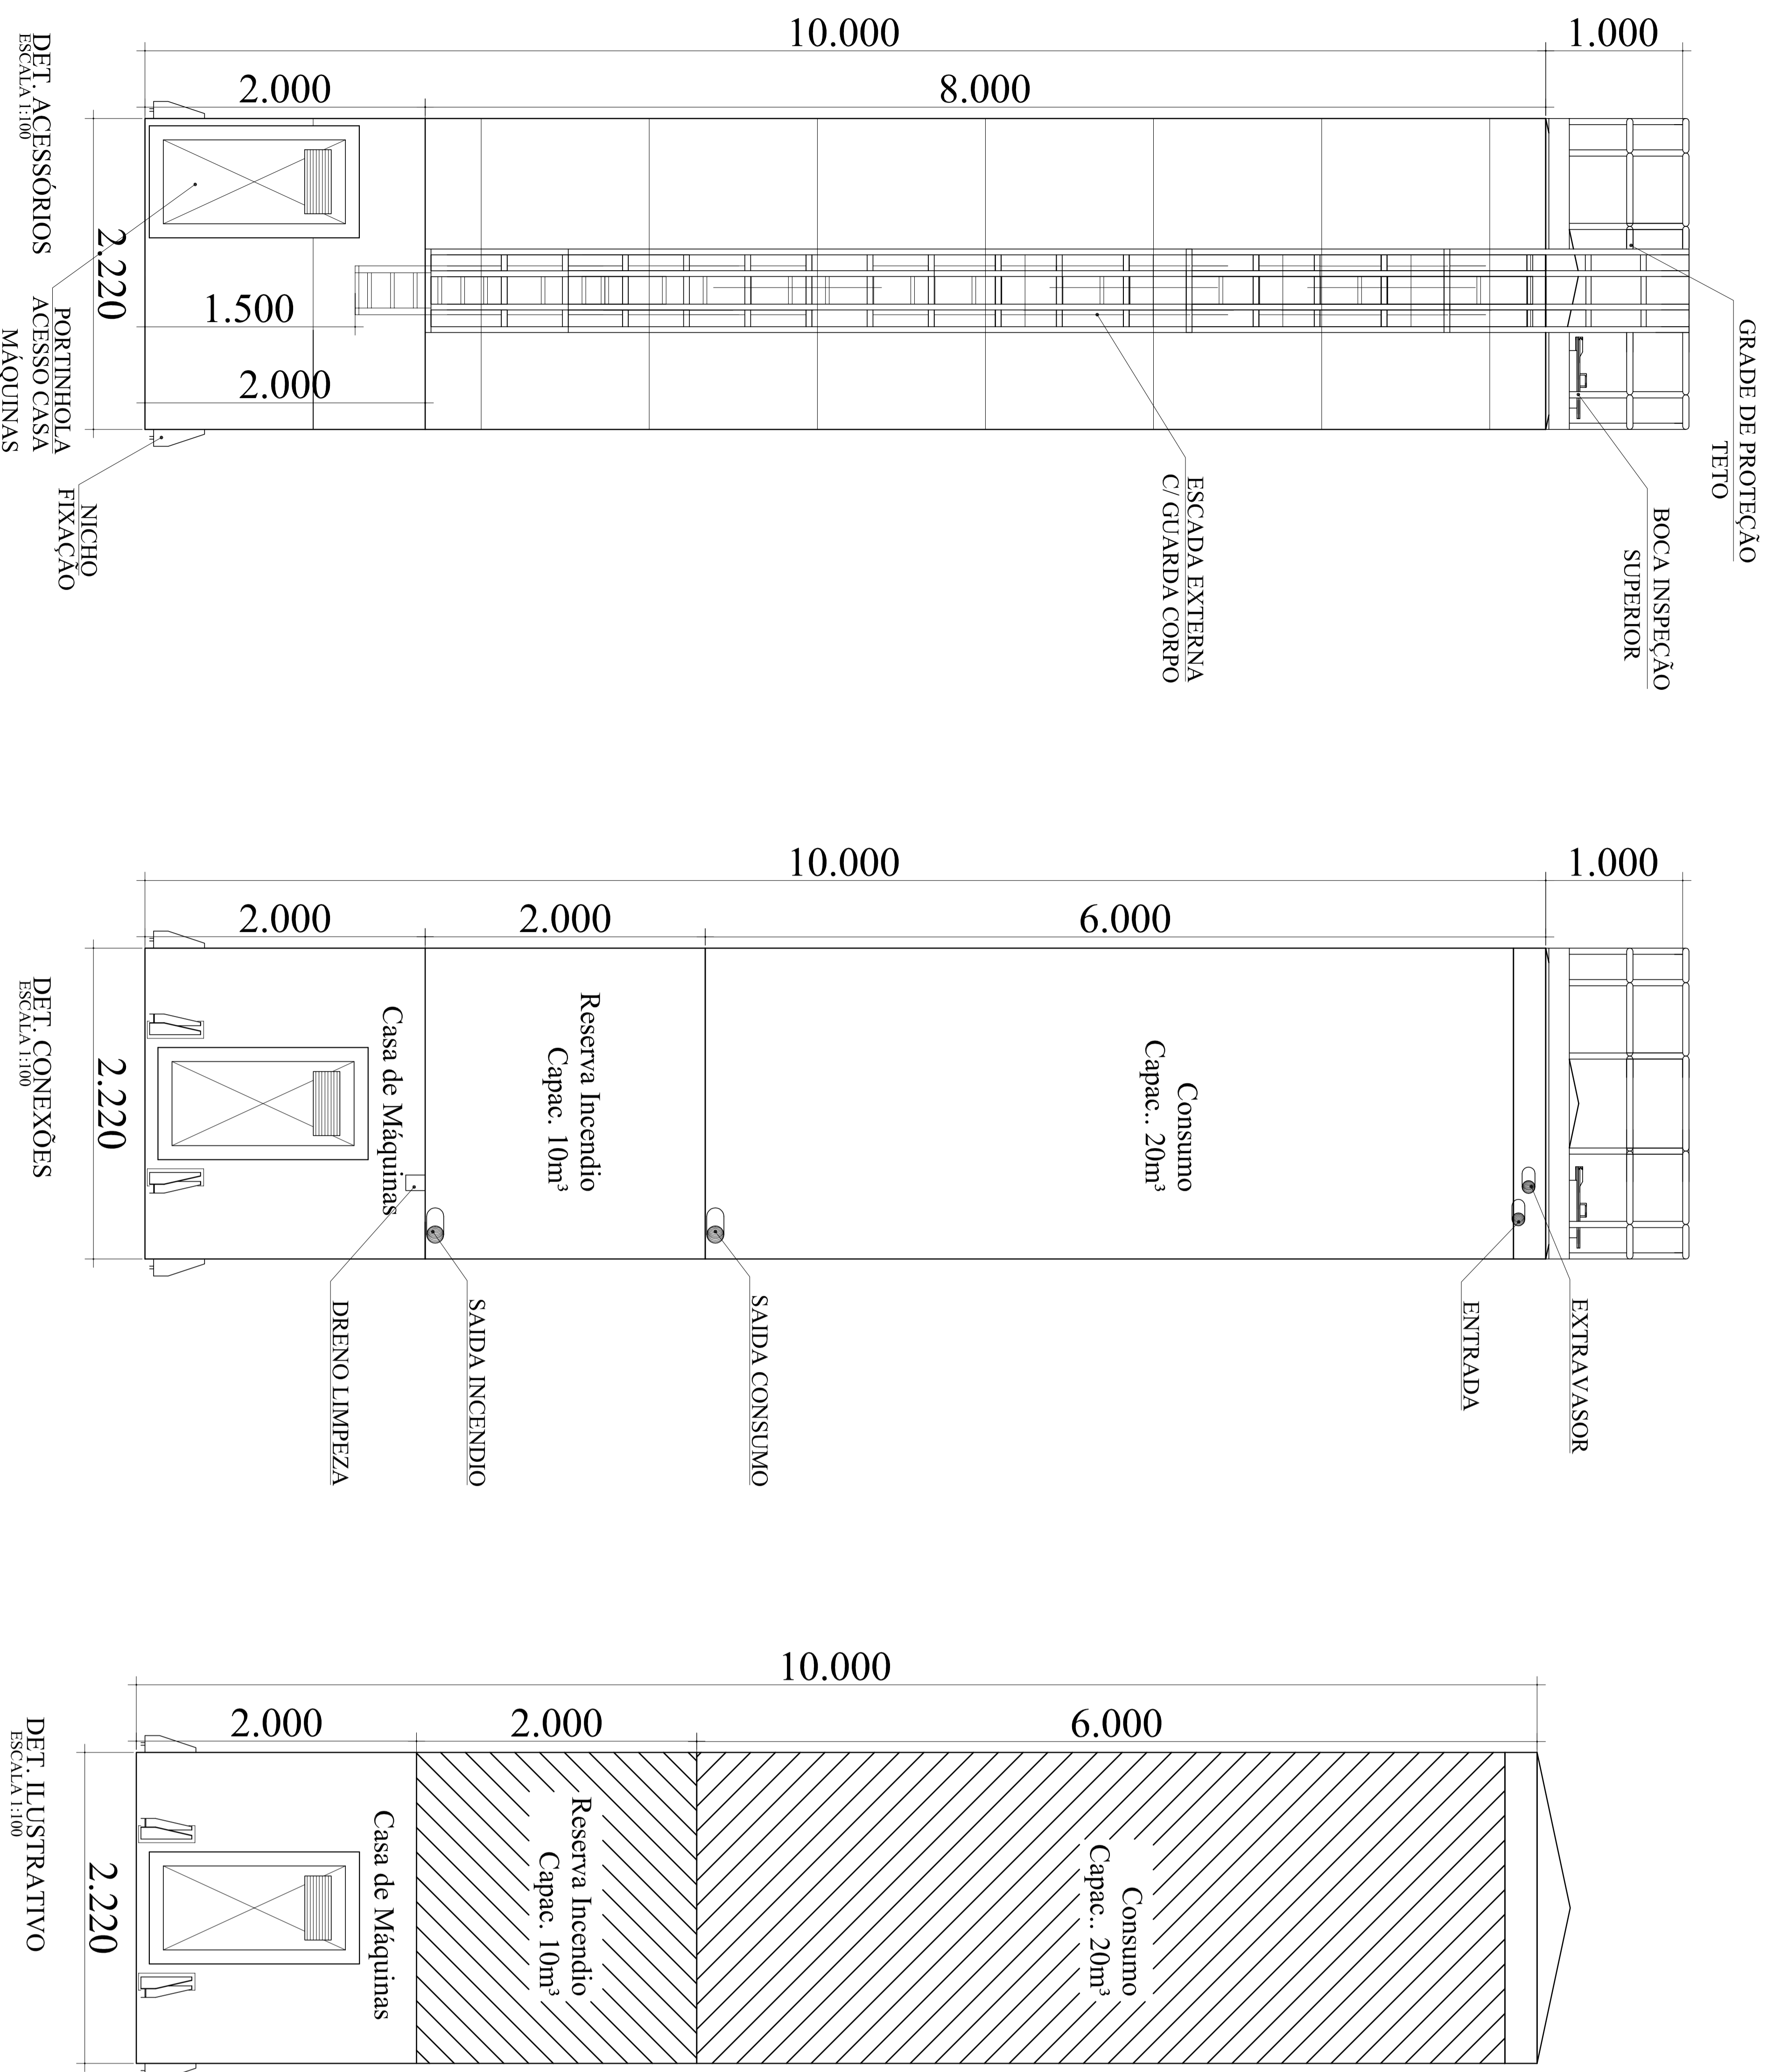 10.000
1.000
2.000
8.000
2.220
1.500
2.000
GRADE DE PROTEÇÃO
TETO
BOCA INSPEÇÃO
SUPERIOR
ESCADA EXTERNA
C/ GUARDA CORPO
NICHO
FIXAÇÃO
PORTINHOLA
ACESSO CASA
MÁQUINAS
DET. ACESSÓRIOS
ESCALA 1:100
10.000
1.000
2.000
2.000
6.000
2.220
Consumo
Capac.. 20m³
Reserva Incendio
Capac. 10m³
Casa de Máquinas
EXTRAVASOR
ENTRADA
SAIDA CONSUMO
SAIDA INCENDIO
DRENO LIMPEZA
DET. CONEXÕES
ESCALA 1:100
10.000
2.000
2.000
6.000
2.220
Consumo
Capac.. 20m³
Reserva Incendio
Capac. 10m³
Casa de Máquinas
DET. ILUSTRATIVO
ESCALA 1:100